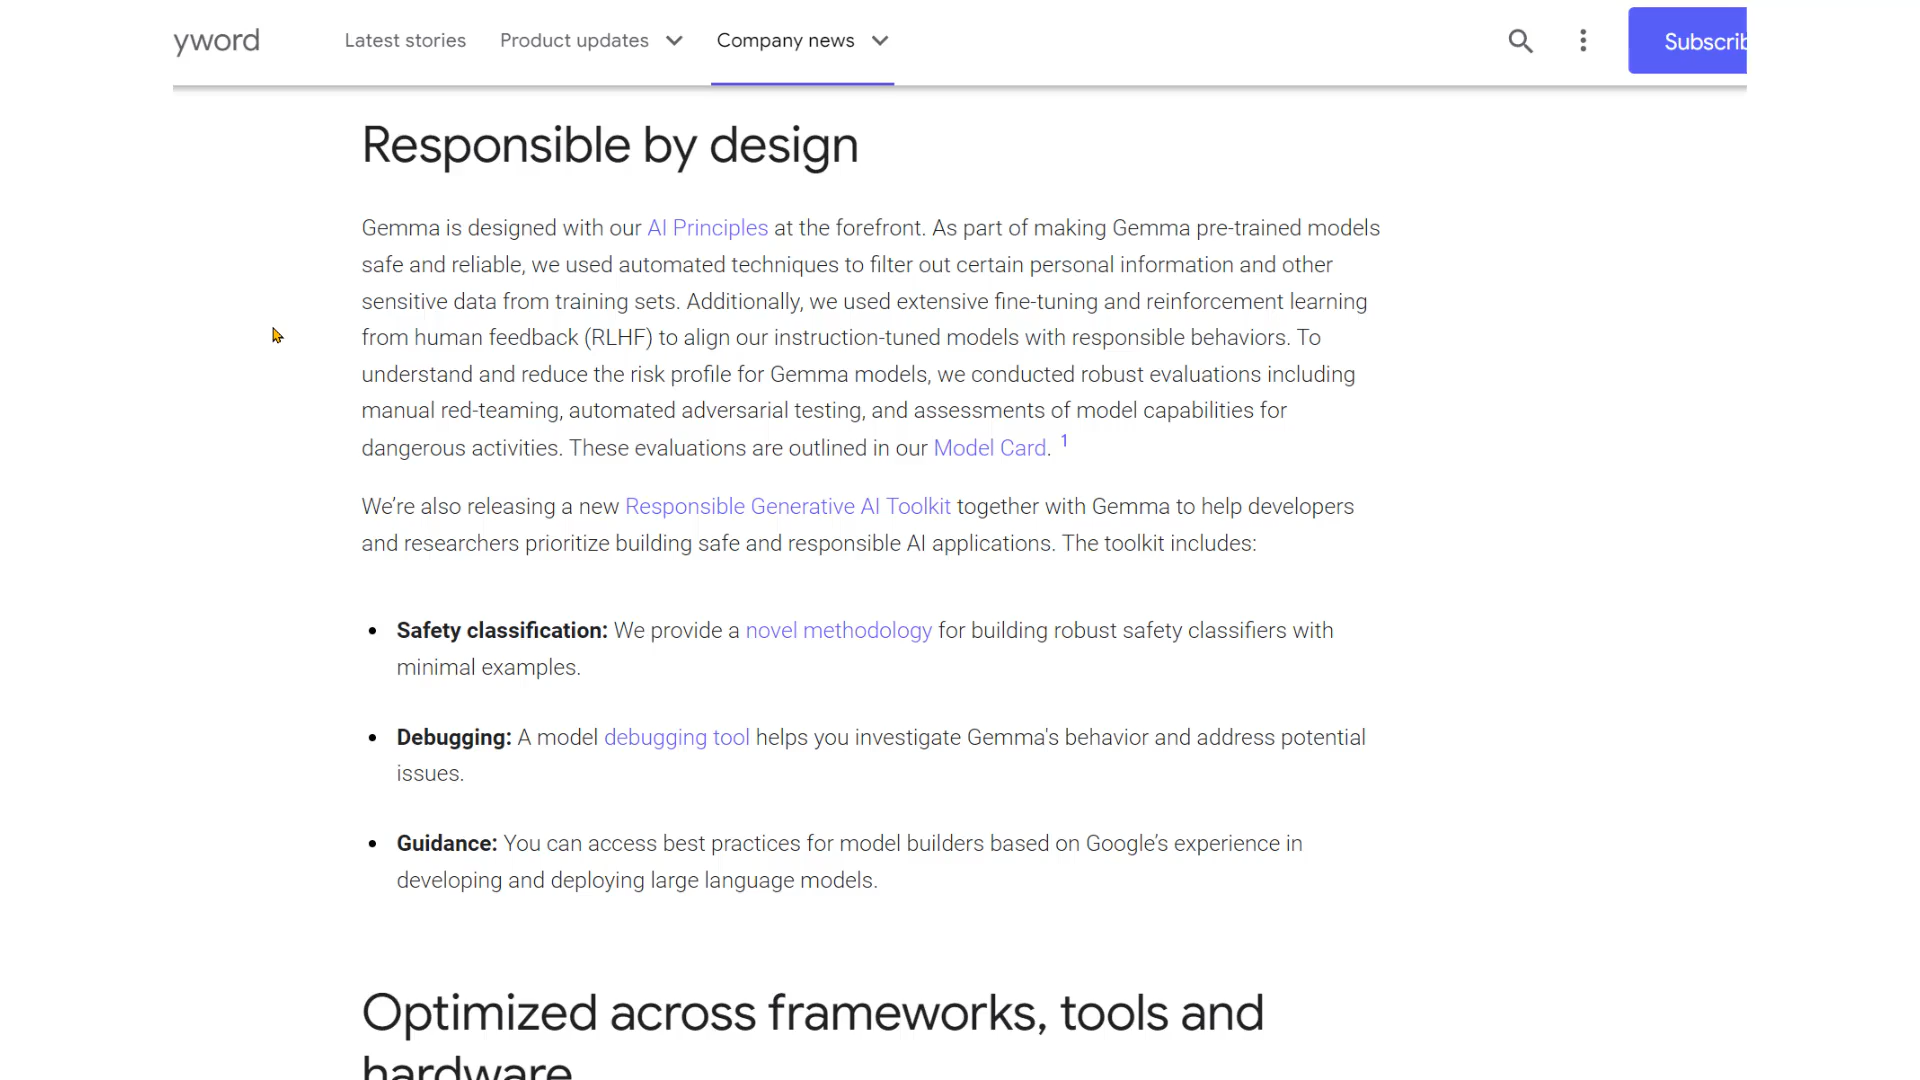 yword
Latest stories
Product updates
Company news
Subscrib
Responsible by design
Gemma is designed with our AI Principles at the forefront. As part of making Gemma pre-trained models
safe and reliable, we used automated techniques to filter out certain personal information and other
sensitive data from training sets. Additionally, we used extensive fine-tuning and reinforcement learning
from human feedback (RLHF) to align our instruction-tuned models with responsible behaviors. To
understand and reduce the risk profile for Gemma models, we conducted robust evaluations including
manual red-teaming, automated adversarial testing, and assessments of model capabilities for
dangerous activities. These evaluations are outlined in our Model Card. 1
We’re also releasing a new Responsible Generative AI Toolkit together with Gemma to help developers
and researchers prioritize building safe and responsible AI applications. The toolkit includes:
• Safety classification: We provide a novel methodology for building robust safety classifiers with
minimal examples.
• Debugging: A model debugging tool helps you investigate Gemma's behavior and address potential
issues.
• Guidance: You can access best practices for model builders based on Google’s experience in
developing and deploying large language models.
Optimized across frameworks, tools and
hardware